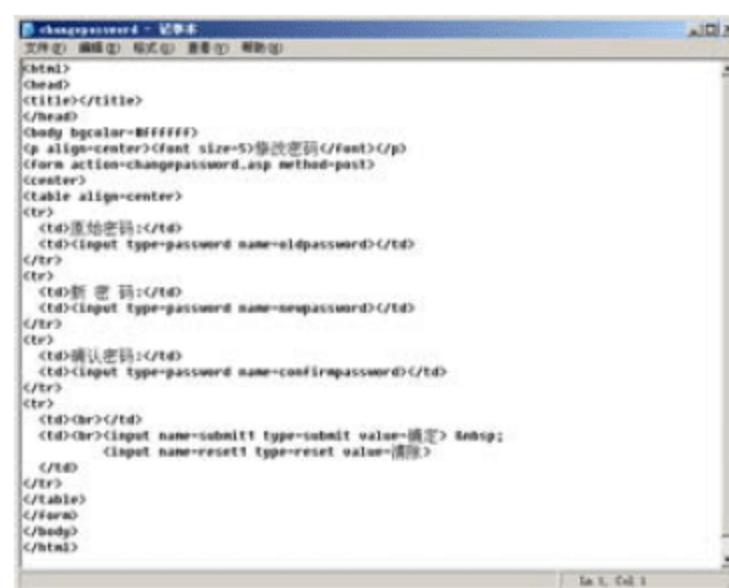 changepassword - 记事本
文件(F) 编辑(E) 格式(O) 查看(V) 帮助(H)
<html>
<head>
<title></title>
</head>
<body bgcolor=#ffffff>
<p align=center><font size=5>修改密码</font></p>
<form action=changepassword.asp method=post>
<center>
<table align=center>
<tr>
<td>原始密码:</td>
<td><input type=password name=oldpassword></td>
</tr>
<tr>
<td>新 密 码:</td>
<td><input type=password name=newpassword></td>
</tr>
<tr>
<td>确认密码:</td>
<td><input type=password name=confirmpassword></td>
</tr>
<tr>
<td><br></td>
<td><br><input name=submit1 type=submit value=确定> &nbsp;
<input name=reset1 type=reset value=清除>
</td>
</tr>
</table>
</form>
</body>
</html>
Ln 1, Col 1